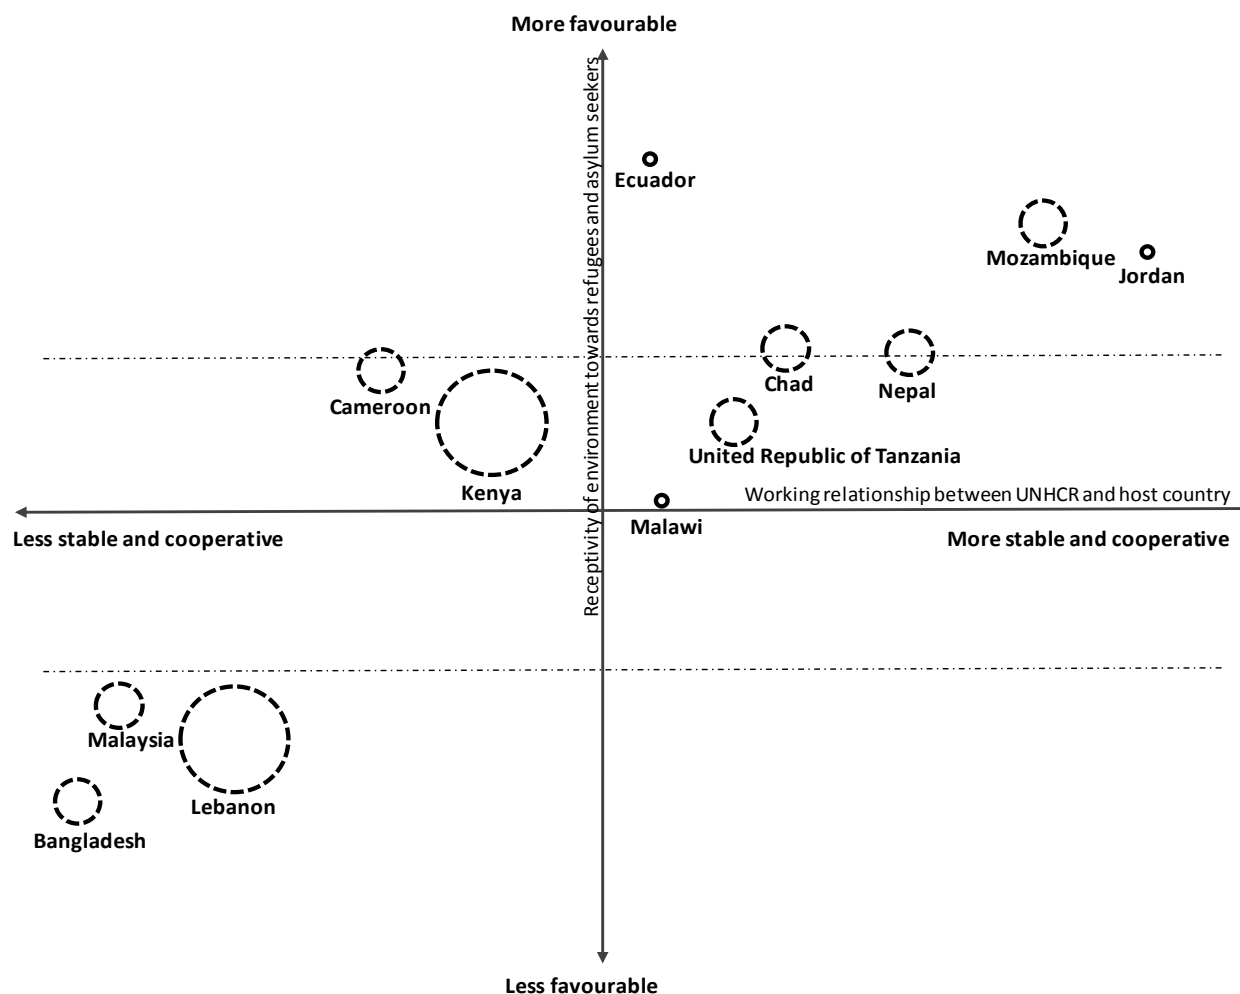 More favourable
Receptivity of environment towards refugees and asylum seekers
Ecuador
Mozambique
Jordan
Chad
Nepal
Cameroon
United Republic of Tanzania
Kenya
Working relationship between UNHCR and host country
Malawi
Less stable and cooperative
More stable and cooperative
Malaysia
Lebanon
Bangladesh
Less favourable